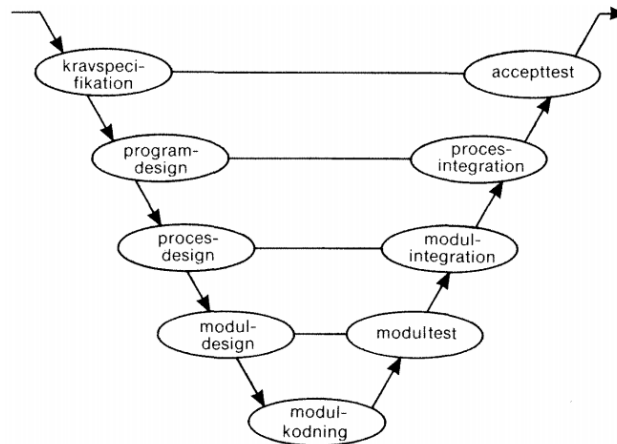 kravspeci-
fikation
accepttest
program-
design
proces-
integration
proces-
design
modul-
integration
modul-
design
modultest
modul-
kodning